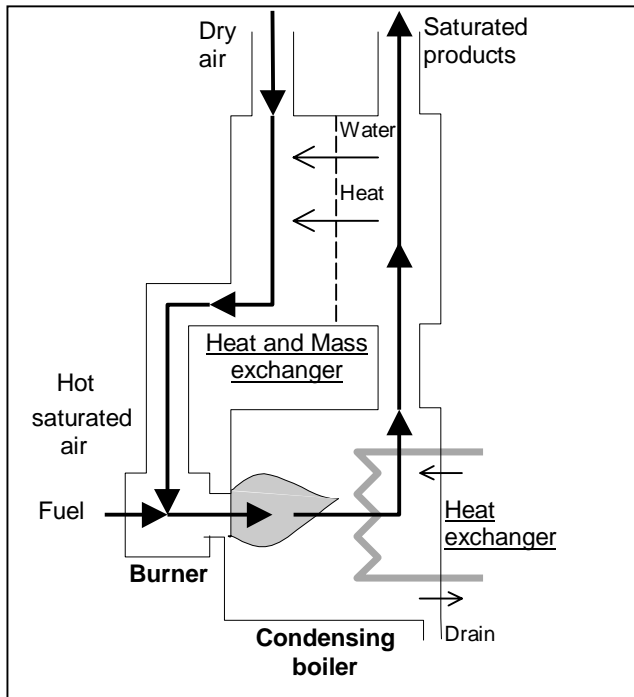 Dry
air
Saturated
products
Water
Heat
Heat and Mass
exchanger
Hot
saturated
air
Fuel
Heat
exchanger
Burner
Drain
Condensing
boiler